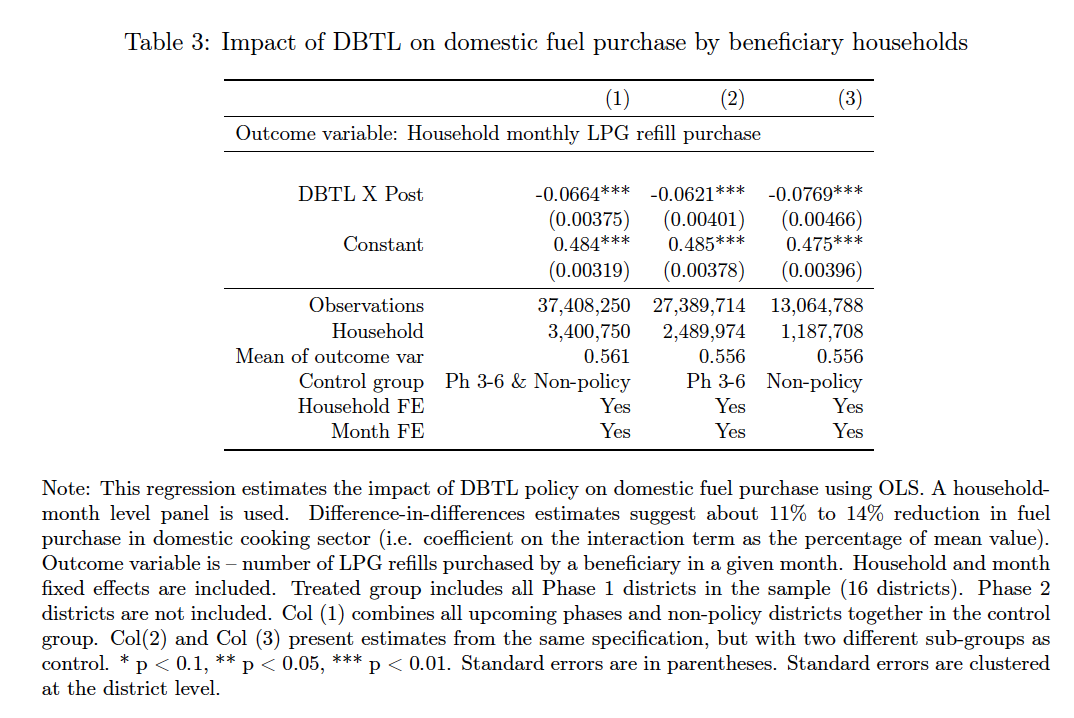 Table 3: Impact of DBTL on domestic fuel purchase by beneficiary households
(1) (2) (3)
Outcome variable: Household monthly LPG refill purchase
DBTL X Post -0.0664*** -0.0621*** -0.0769***
(0.00375) (0.00401) (0.00466)
Constant 0.484*** 0.485*** 0.475***
(0.00319) (0.00378) (0.00396)
Observations 37,408,250 27,389,714 13,064,788
Household 3,400,750 2,489,974 1,187,708
Mean of outcome var 0.561 0.556 0.556
Control group Ph 3-6 & Non-policy Ph 3-6 Non-policy
Household FE Yes Yes Yes
Month FE Yes Yes Yes
Note: This regression estimates the impact of DBTL policy on domestic fuel purchase using OLS. A household-
month level panel is used. Difference-in-differences estimates suggest about 11% to 14% reduction in fuel
purchase in domestic cooking sector (i.e. coefficient on the interaction term as the percentage of mean value).
Outcome variable is – number of LPG refills purchased by a beneficiary in a given month. Household and month
fixed effects are included. Treated group includes all Phase 1 districts in the sample (16 districts). Phase 2
districts are not included. Col (1) combines all upcoming phases and non-policy districts together in the control
group. Col(2) and Col (3) present estimates from the same specification, but with two different sub-groups as
control. * p < 0.1, ** p < 0.05, *** p < 0.01. Standard errors are in parentheses. Standard errors are clustered
at the district level.